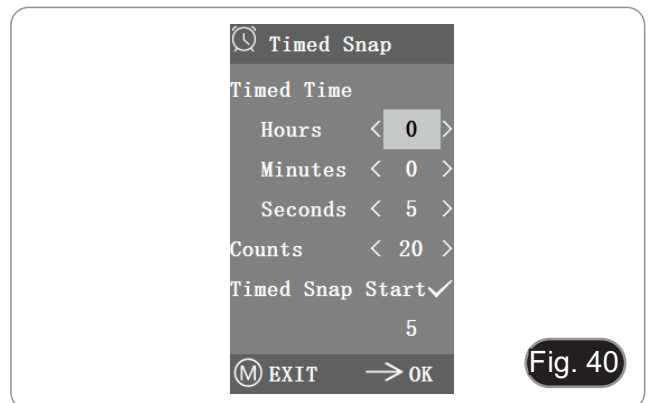 Timed Snap
Timed Time
Hours < 0 >
Minutes < 0 >
Seconds < 5 >
Counts < 20 >
Timed Snap Start✓
5
Ⓜ EXIT → OK
Fig. 40